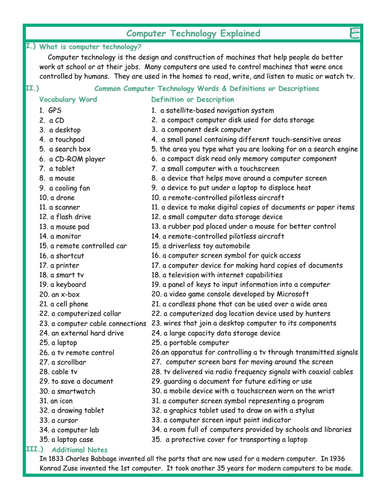 Computer Technology Explained
E
I.) What is computer technology?
Computer technology is the design and construction of machines that help people do better
work at school or at their jobs. Many computers are used to control machines that were once
controlled by humans. They are used in the homes to read, write, and listen to music or watch tv.
II.) Common Computer Technology Words & Definitions or Descriptions
Vocabulary Word Definition or Description
1. GPS 1. a satellite-based navigation system
2. a CD 2. a compact computer disk used for data storage
3. a desktop 3. a component desk computer
4. a touchpad 4. a small panel containing different touch-sensitive areas
5. a search box 5. the area you type what you are looking for on a search engine
6. a CD-ROM player 6. a compact disk read only memory computer component
7. a tablet 7. a small computer with a touchscreen
8. a mouse 8. a device that helps move around a computer screen
9. a cooling fan 9. a device to put under a laptop to displace heat
10. a drone 10. a remote-controlled pilotless aircraft
11. a scanner 11. a device to make digital copies of documents or paper items
12. a flash drive 12. a small computer data storage device
13. a mouse pad 13. a rubber pad placed under a mouse for better control
14. a monitor 14. a remote-controlled pilotless aircraft
15. a remote controlled car 15. a driverless toy automobile
16. a shortcut 16. a computer screen symbol for quick access
17. a printer 17. a computer device for making hard copies of documents
18. a smart tv 18. a television with internet capabilities
19. a keyboard 19. a panel of keys to input information into a computer
20. an x-box 20. a video game console developed by Microsoft
21. a cell phone 21. a cordless phone that can be used over a wide area
22. a computerized collar 22. a computerized dog location device used by hunters
23. a computer cable connections 23. wires that join a desktop computer to its components
24. an external hard drive 24. a large capacity data storage device
25. a laptop 25. a portable computer
26. a tv remote control 26.an apparatus for controlling a tv through transmitted signals
27. a scrollbar 27. computer screen bars for moving around the screen
28. cable tv 28. tv delivered via radio frequency signals with coaxial cables
29. to save a document 29. guarding a document for future editing or use
30. a smartwatch 30. a mobile device with a touchscreen worn on the wrist
31. an icon 31. a computer screen symbol representing a program
32. a drawing tablet 32. a graphics tablet used to draw on with a stylus
33. a cursor 33. a computer screen input point indicator
34. a computer lab 34. a room full of computers provided by schools and libraries
35. a laptop case 35. a protective cover for transporting a laptop
III.) Additional Notes
In 1833 Charles Babbage invented all the parts that are now used for a modern computer. In 1936
Konrad Zuse invented the 1st computer. It took another 35 years for modern computers to be made.